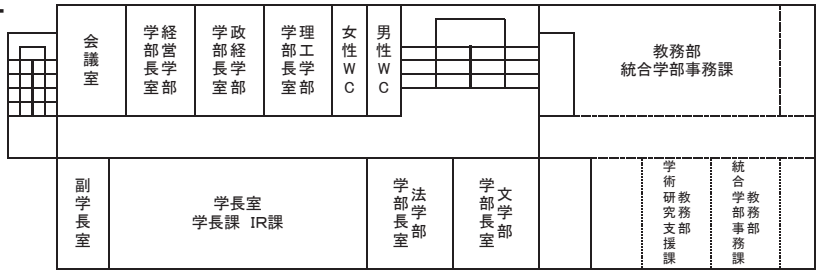 会議室
経営学部
学部長室
政経学部
学部長室
理工学部
学部長室
女性WC
男性WC
教務部
統合学部事務課
副学長室
学長室
学長課 IR課
法学部
学部長室
文学部
学部長室
教務部
学術研究支援課
教務部
統合学部事務課